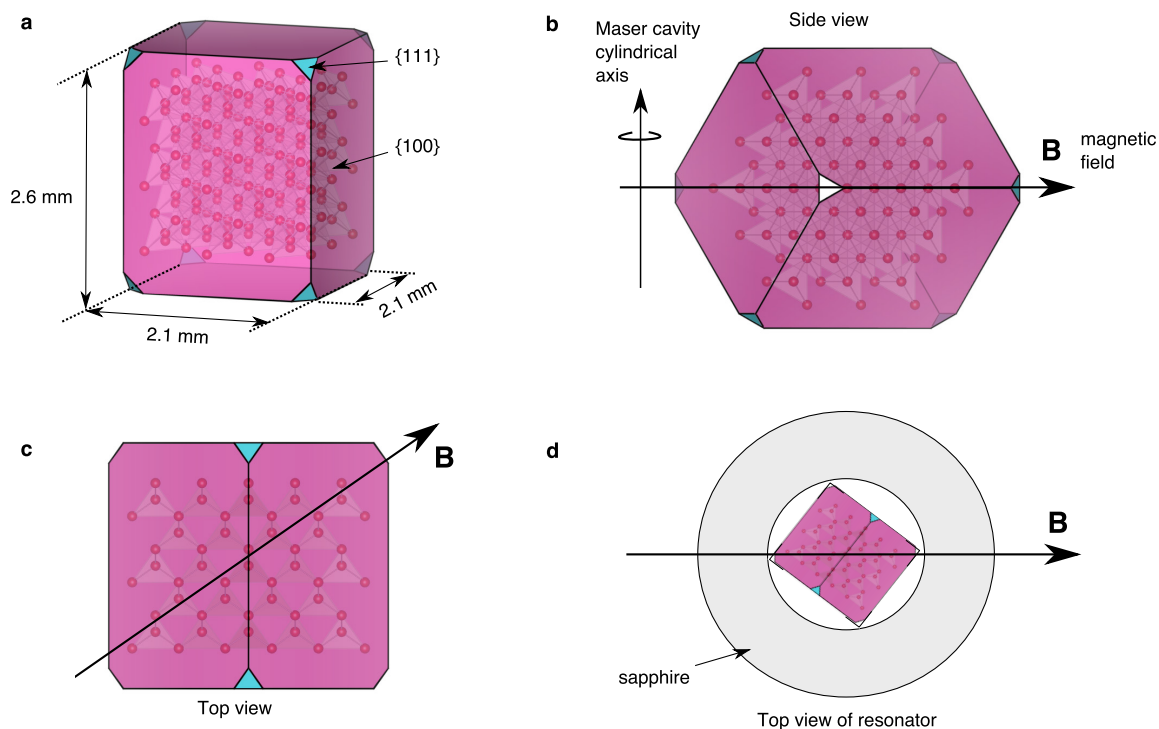 a
{111}
{100}
2.6 mm
2.1 mm
2.1 mm
b
Side view
Maser cavity
cylindrical
axis
B
magnetic
field
c
B
Top view
d
B
sapphire
Top view of resonator